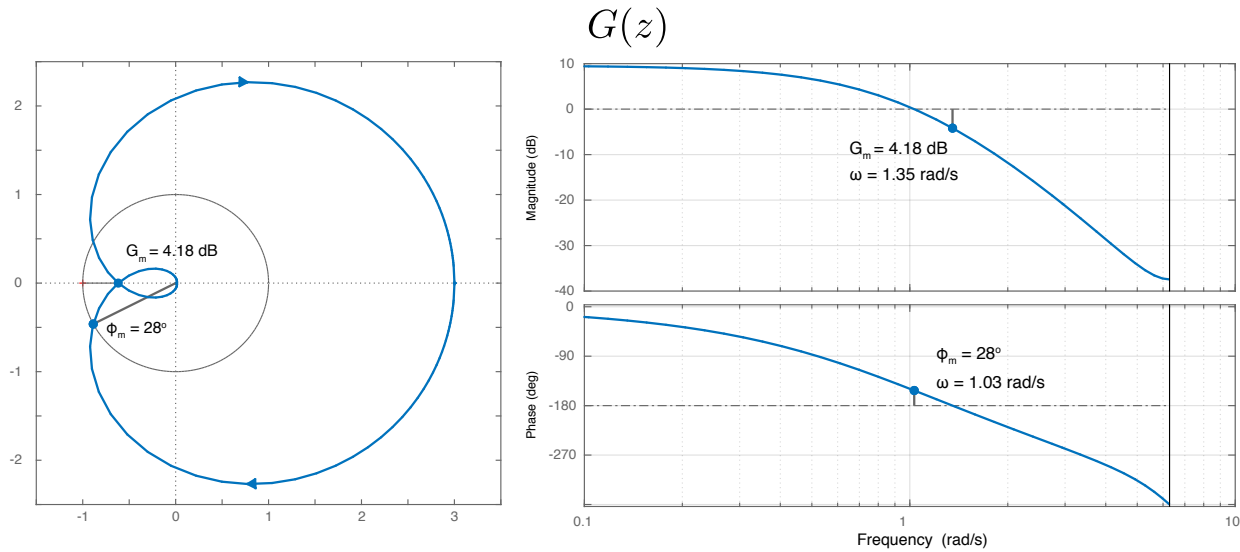 G(z)
2
1
0
-1
-2
-1
0
1
2
3
G_m = 4.18 dB
Φ_m = 28°
Magnitude (dB)
10
0
-10
-20
-30
-40
G_m = 4.18 dB
ω = 1.35 rad/s
Phase (deg)
0
-90
-180
-270
Φ_m = 28°
ω = 1.03 rad/s
0.1
1
10
Frequency (rad/s)